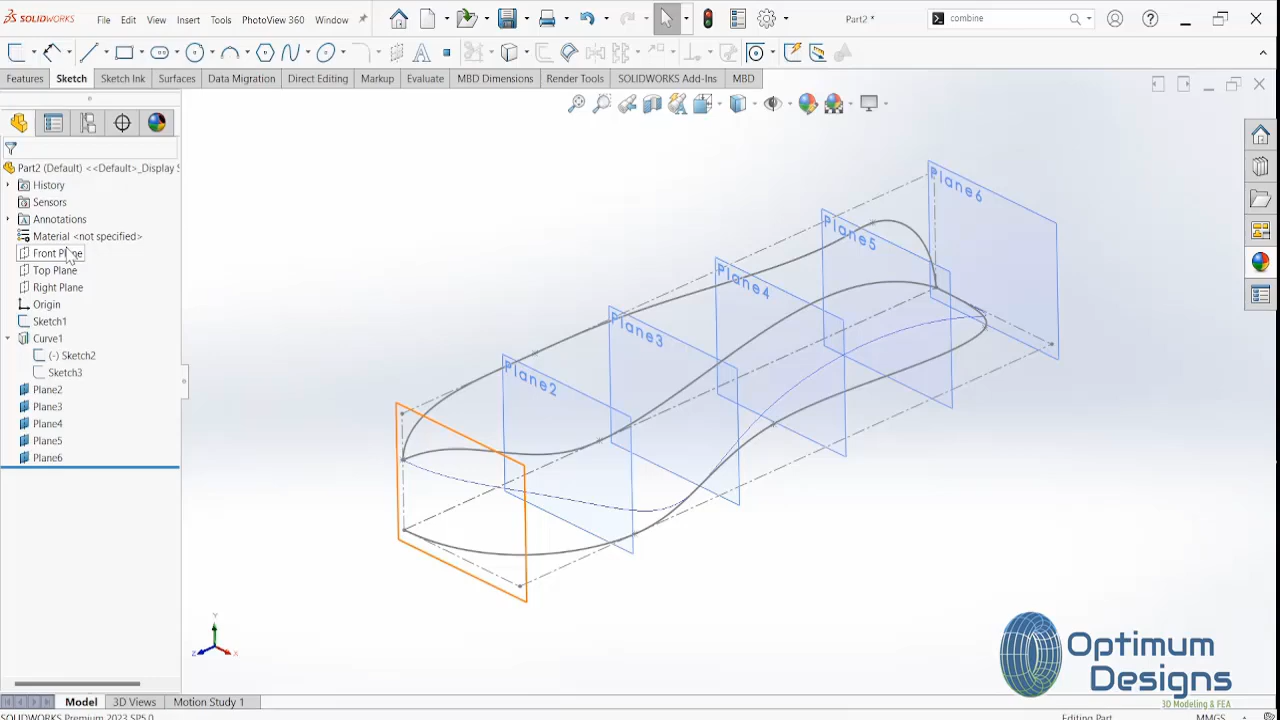 SOLIDWORKS File Edit View Insert Tools PhotoView 360 Window Part2 * combine
Features Sketch Sketch Ink Surfaces Data Migration Direct Editing Markup Evaluate MBD Dimensions Render Tools SOLIDWORKS Add-Ins MBD
Part2 (Default) <<Default>_Display S
History
Sensors
Annotations
Material <not specified>
Front Plane
Top Plane
Right Plane
Origin
Sketch1
Curve1
(-) Sketch2
Sketch3
Plane2
Plane3
Plane4
Plane5
Plane6
Plane6
Plane5
Plane4
Plane3
Plane2
Y
Z X
Optimum
Designs
3D Modeling & FEA
Model 3D Views Motion Study 1
SOLIDWORKS Premium 2023 SP5.0 Editing Part MMGS